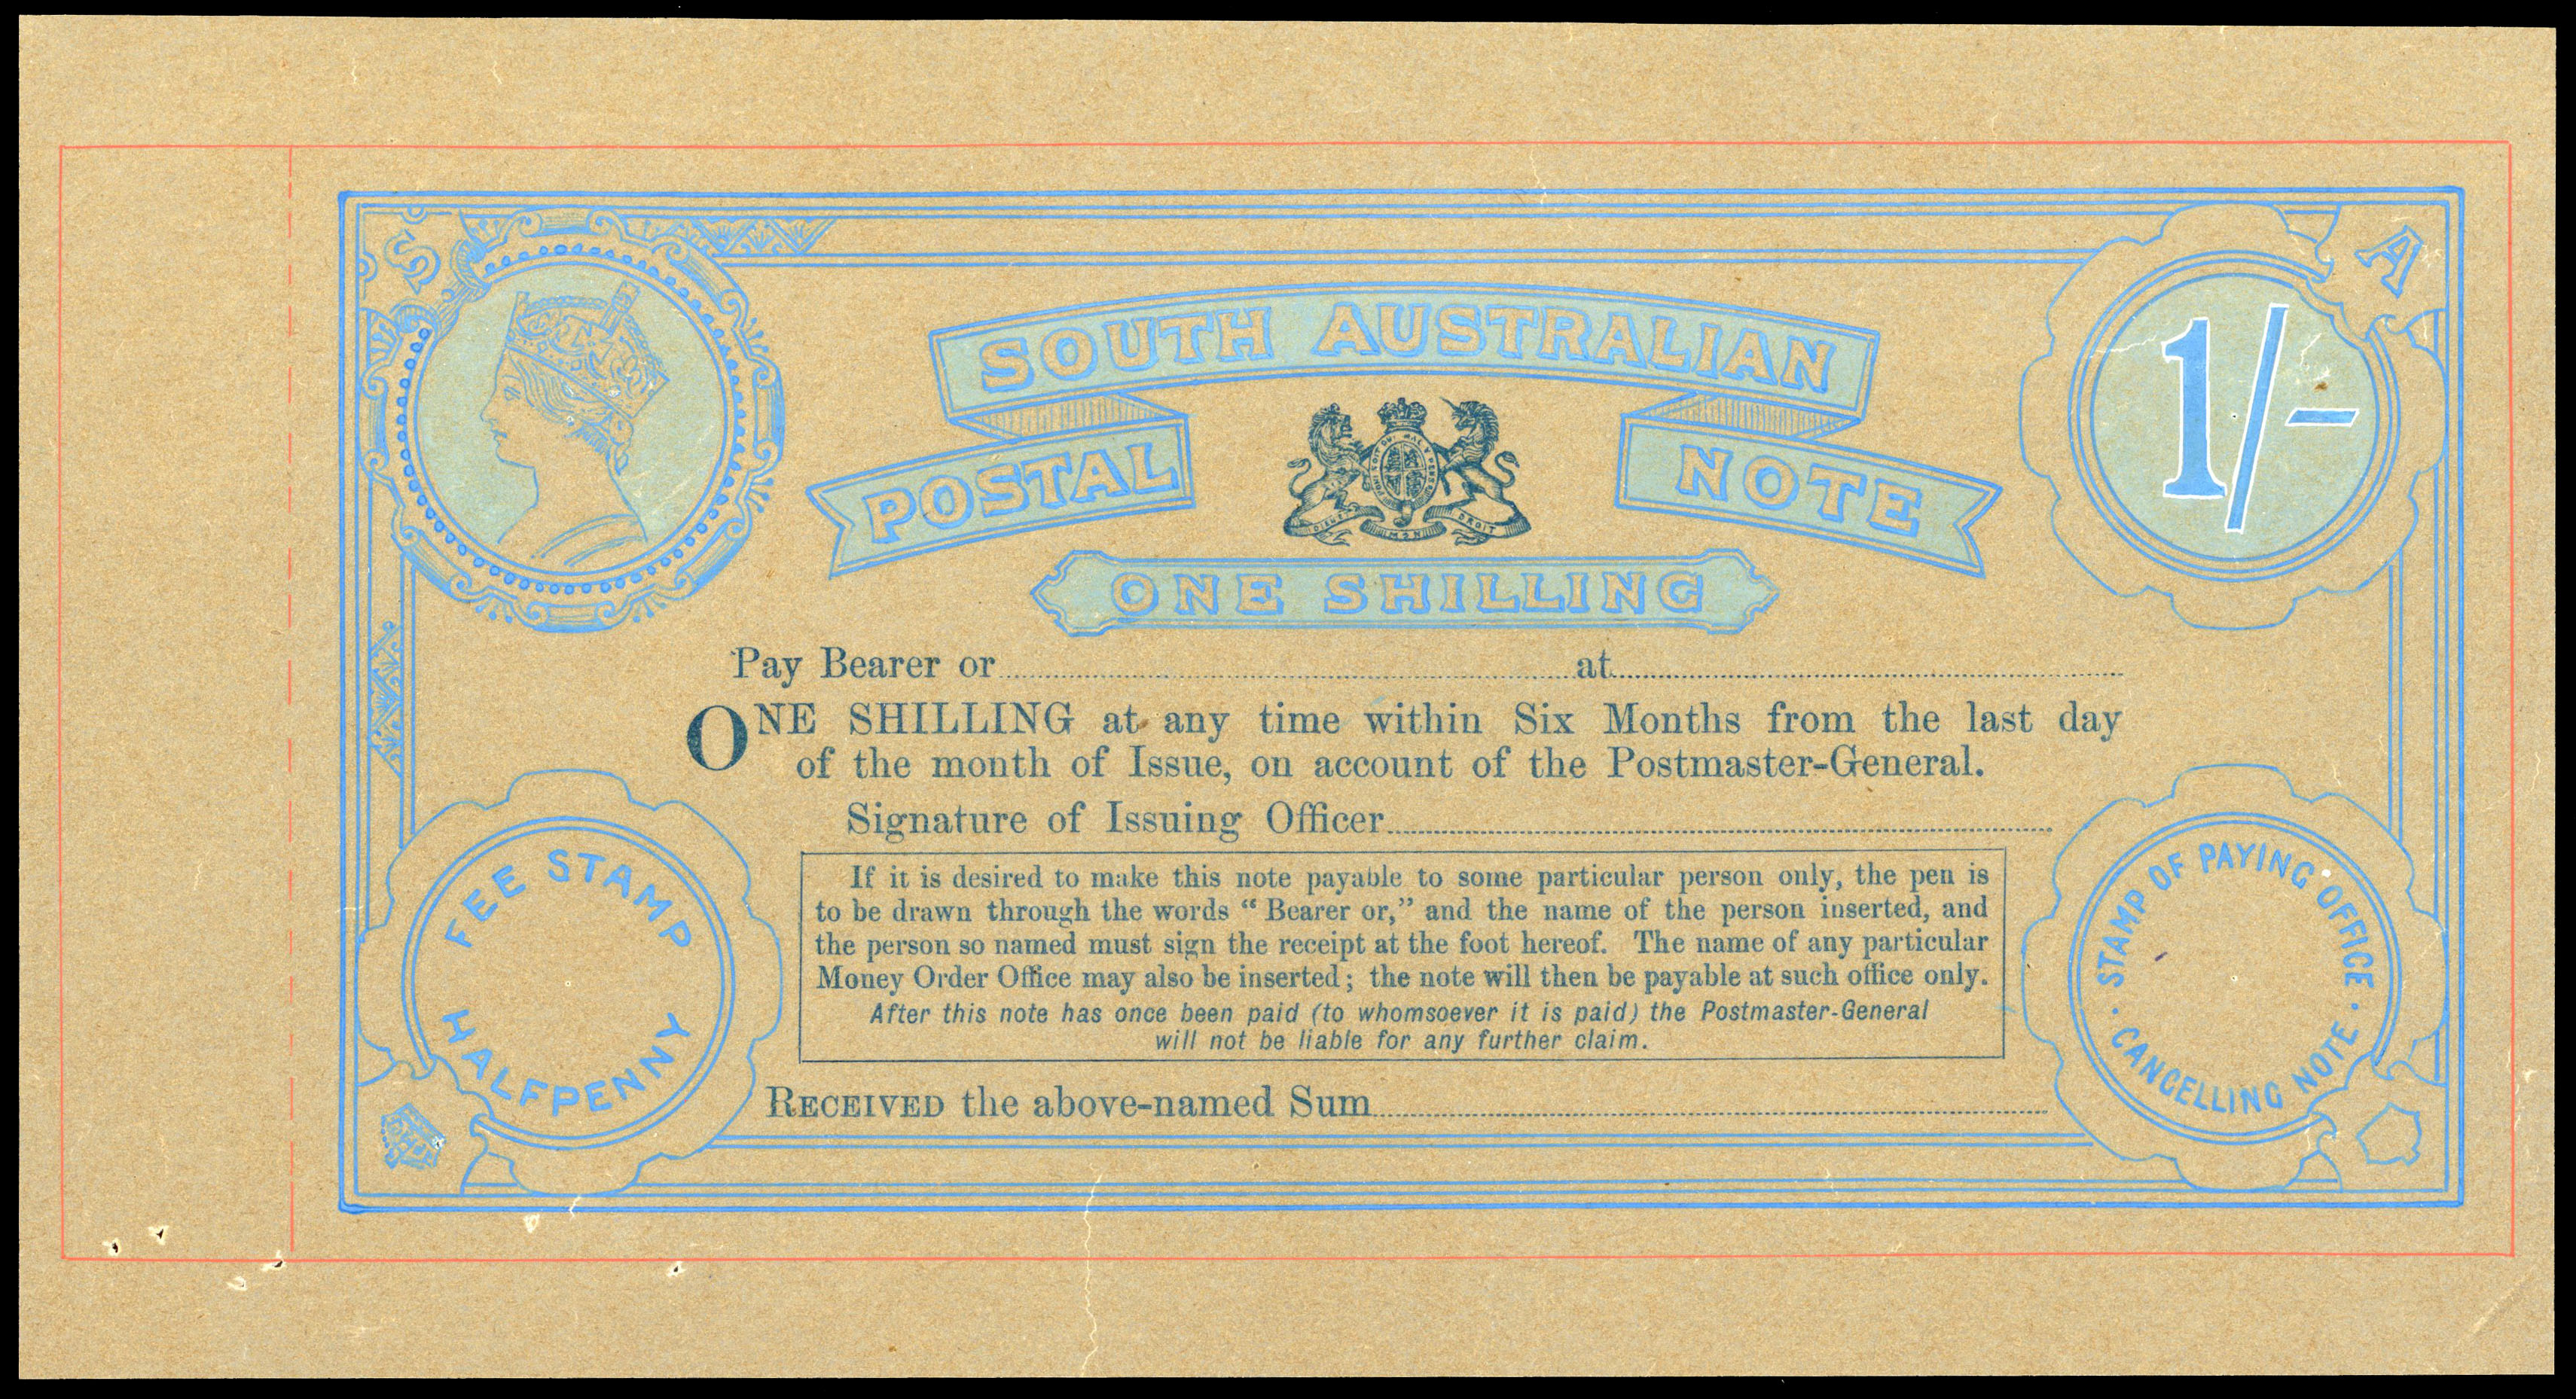 S
A
SOUTH AUSTRALIAN
POSTAL NOTE
1/-
ONE SHILLING
Pay Bearer or at
ONE SHILLING at any time within Six Months from the last day
of the month of Issue, on account of the Postmaster-General.
Signature of Issuing Officer
FEE STAMP
HALFPENNY
If it is desired to make this note payable to some particular person only, the pen is
to be drawn through the words “ Bearer or,” and the name of the person inserted, and
the person so named must sign the receipt at the foot hereof. The name of any particular
Money Order Office may also be inserted ; the note will then be payable at such office only.
After this note has once been paid (to whomsoever it is paid) the Postmaster-General
will not be liable for any further claim.
STAMP OF PAYING OFFICE
· CANCELLING NOTE ·
RECEIVED the above-named Sum